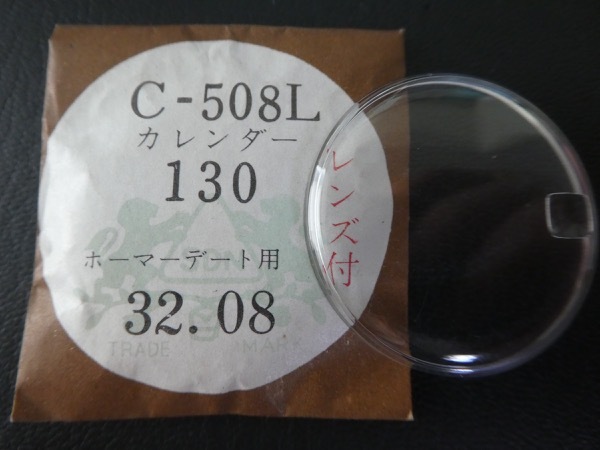 C-508L
カレンダー
130
ホーマーデート用
32.08
TRADE MARK
レンズ付